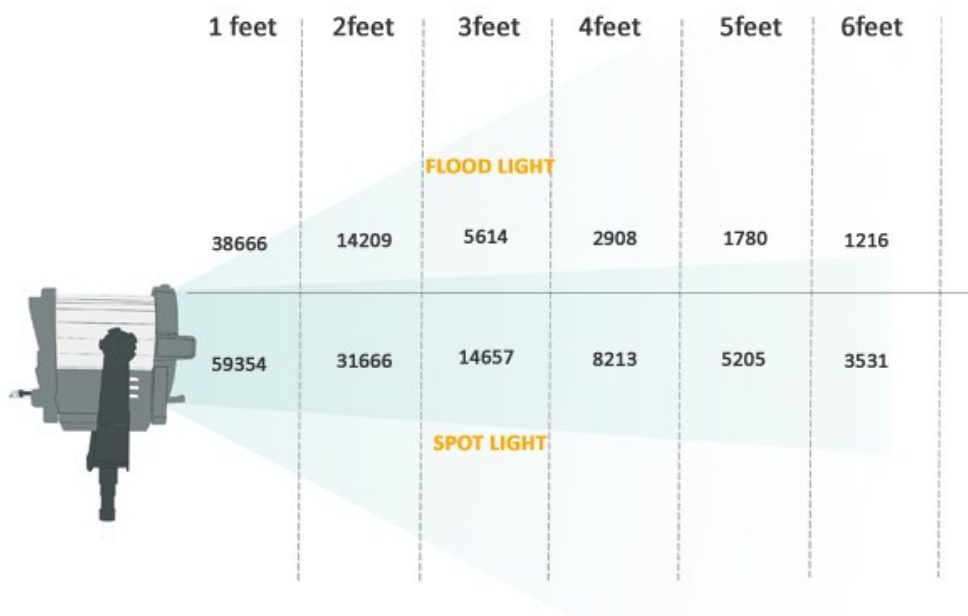 1 feet 2feet 3feet 4feet 5feet 6feet
FLOOD LIGHT
38666 14209 5614 2908 1780 1216
59354 31666 14657 8213 5205 3531
SPOT LIGHT